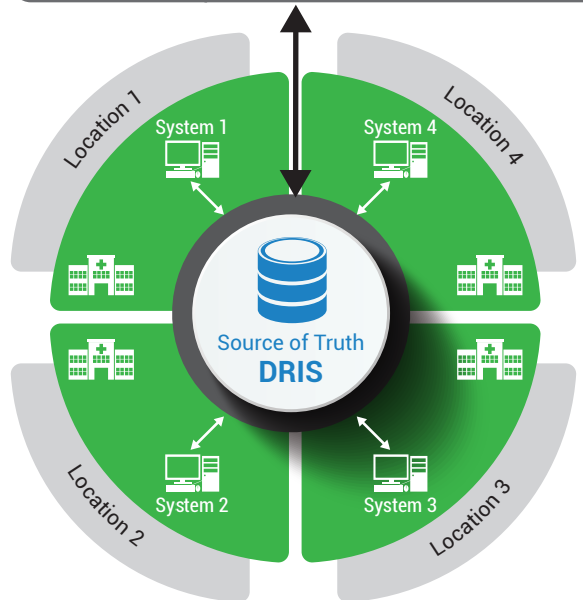 Location 1
Location 4
System 1
System 4
Source of Truth
DRIS
System 2
System 3
Location 2
Location 3